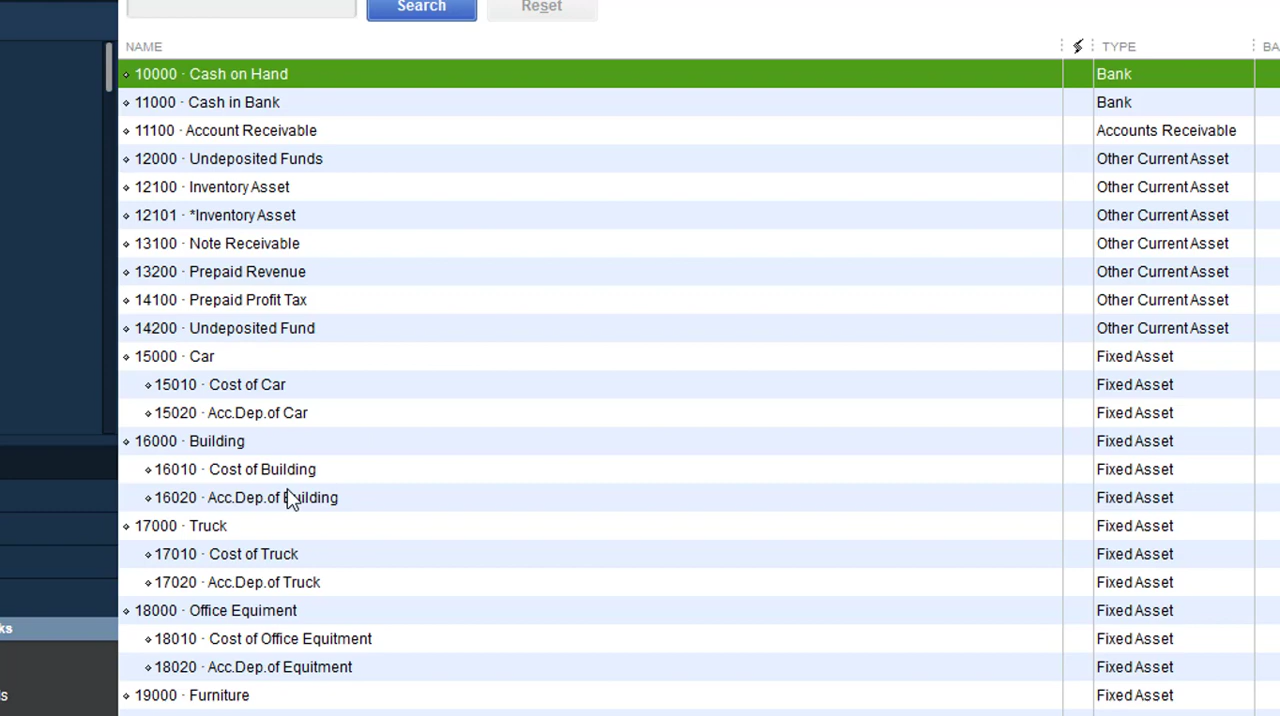 Search Reset
NAME TYPE BA
10000 · Cash on Hand Bank
11000 · Cash in Bank Bank
11100 · Account Receivable Accounts Receivable
12000 · Undeposited Funds Other Current Asset
12100 · Inventory Asset Other Current Asset
12101 · *Inventory Asset Other Current Asset
13100 · Note Receivable Other Current Asset
13200 · Prepaid Revenue Other Current Asset
14100 · Prepaid Profit Tax Other Current Asset
14200 · Undeposited Fund Other Current Asset
15000 · Car Fixed Asset
15010 · Cost of Car Fixed Asset
15020 · Acc.Dep.of Car Fixed Asset
16000 · Building Fixed Asset
16010 · Cost of Building Fixed Asset
16020 · Acc.Dep.of Building Fixed Asset
17000 · Truck Fixed Asset
17010 · Cost of Truck Fixed Asset
17020 · Acc.Dep.of Truck Fixed Asset
18000 · Office Equiment Fixed Asset
ks
18010 · Cost of Office Equitment Fixed Asset
18020 · Acc.Dep.of Equitment Fixed Asset
19000 · Furniture Fixed Asset